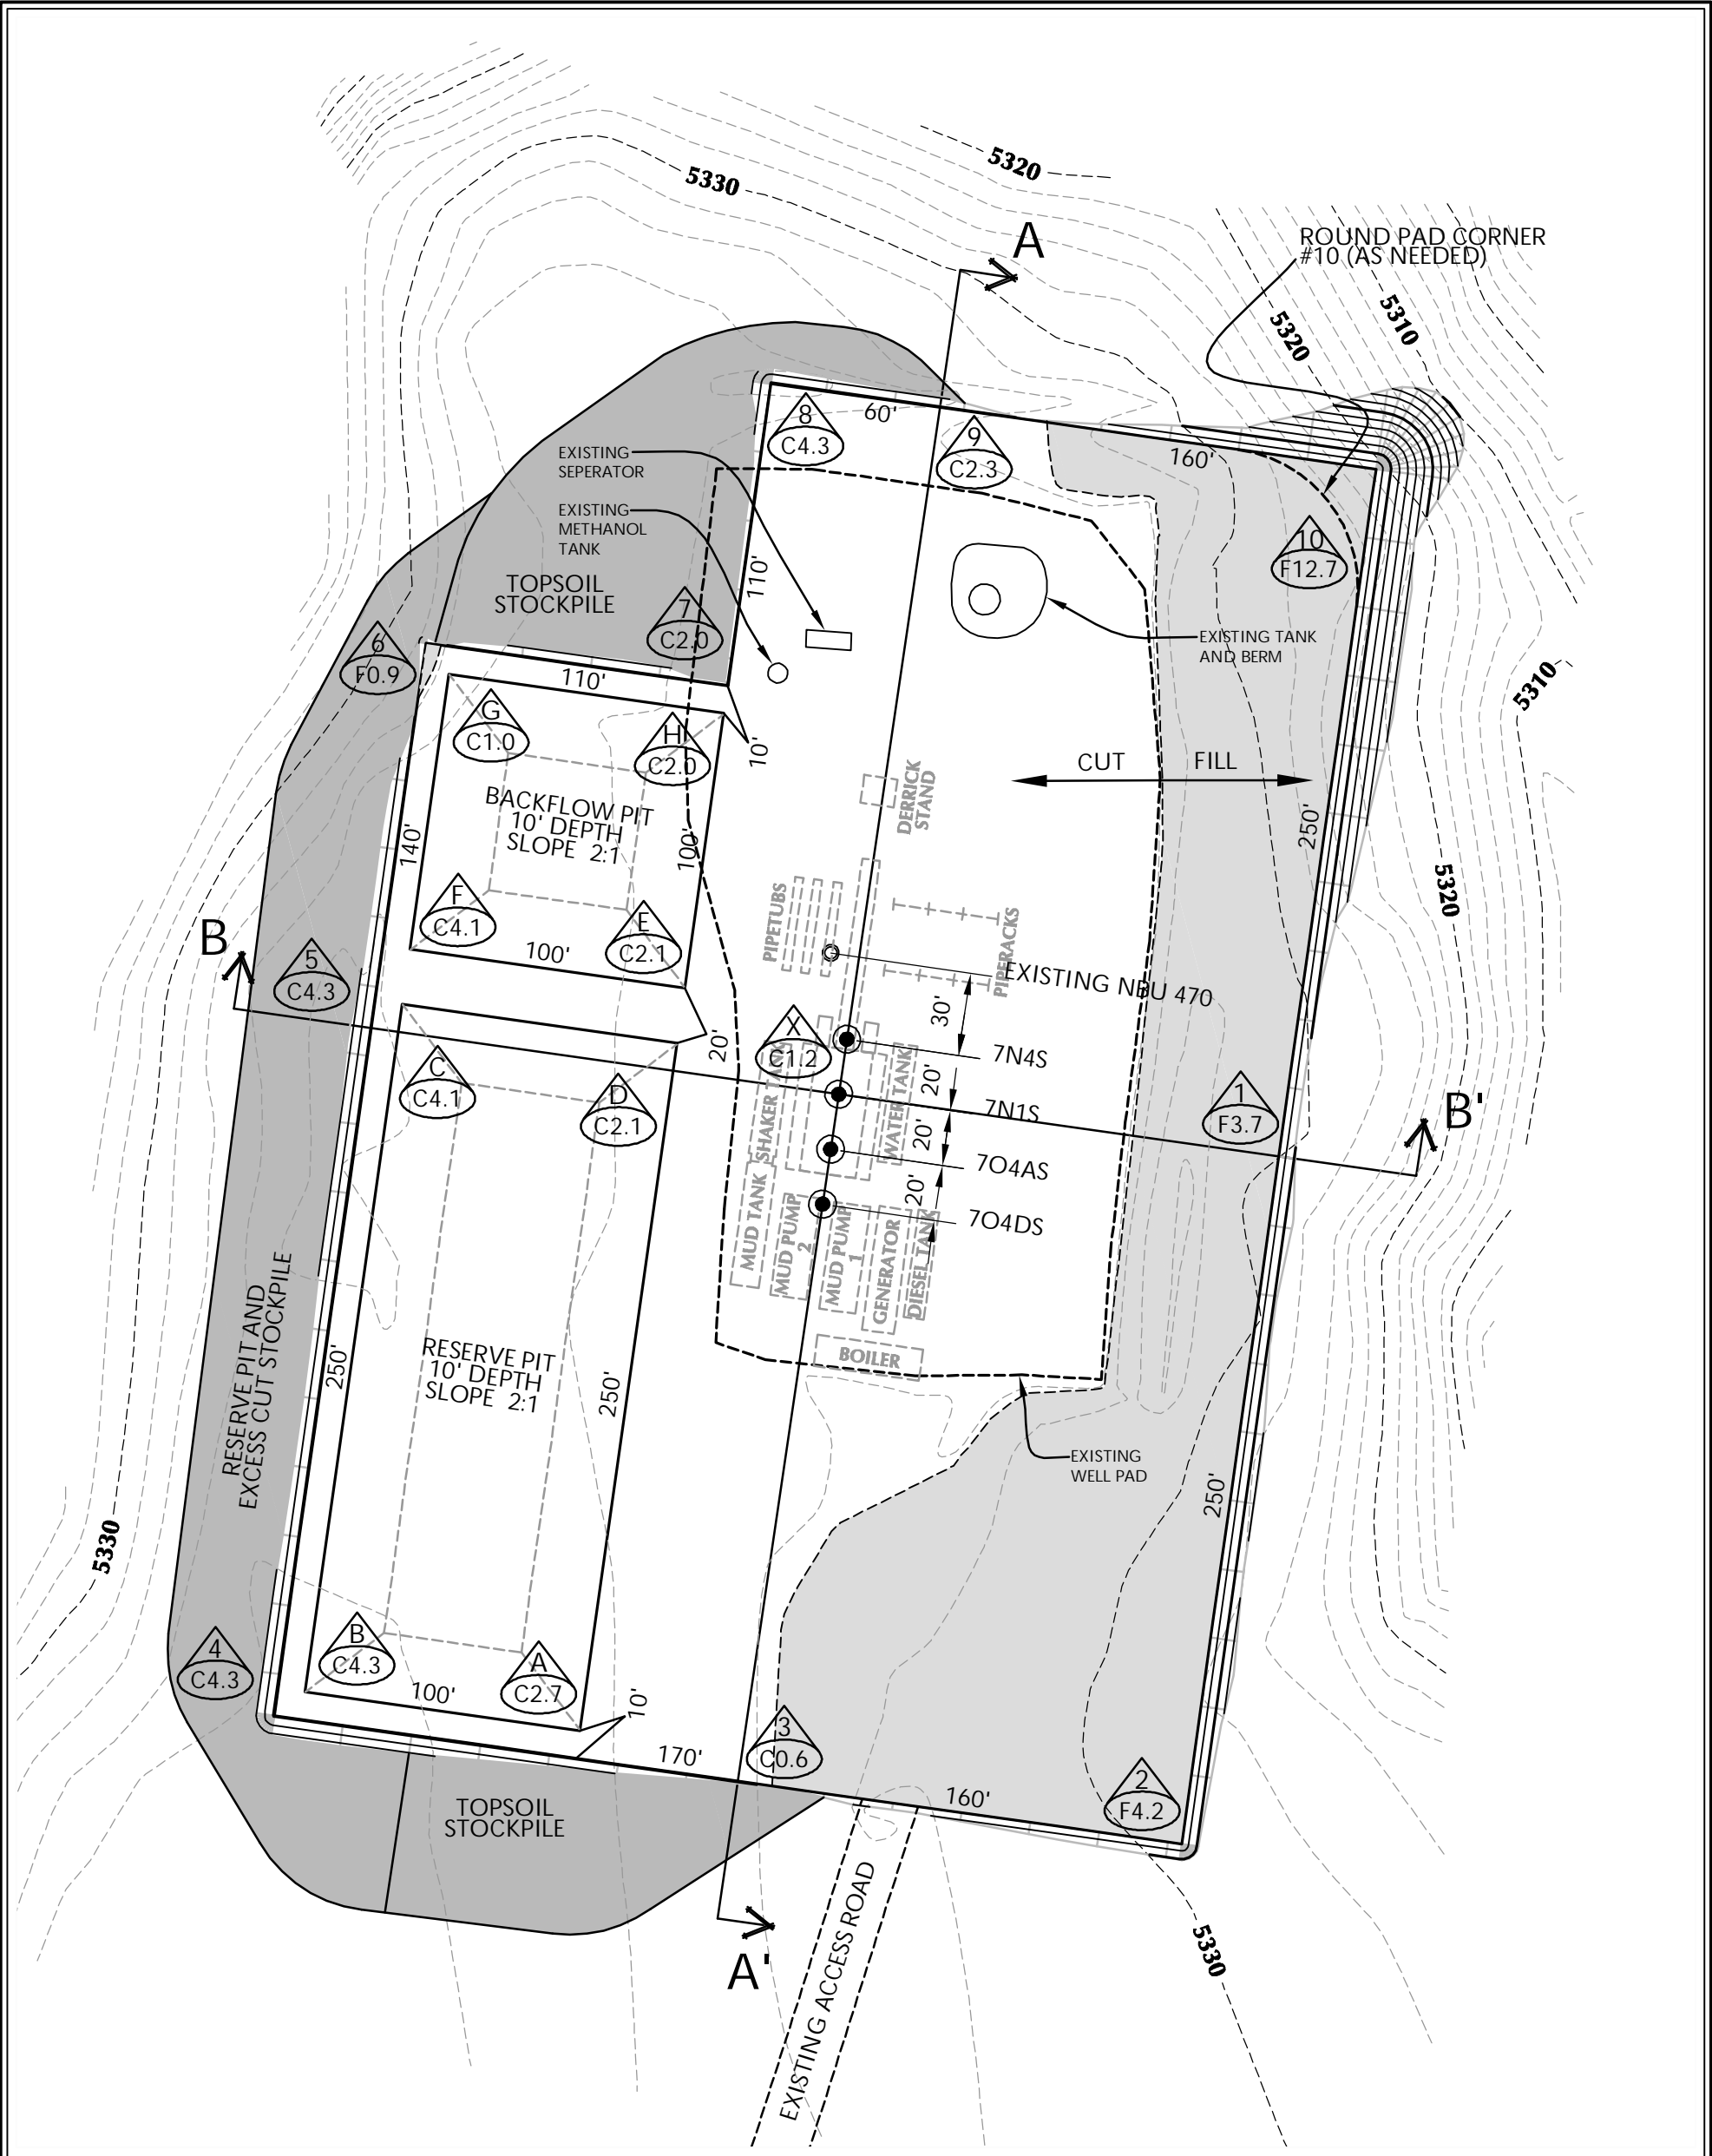 5320
5330
A
ROUND PAD CORNER
#10 (AS NEEDED)
5320
5310
8
C4.3
60'
9
C2.3
160'
EXISTING
SEPERATOR
EXISTING
METHANOL
TANK
10
F12.7
TOPSOIL
STOCKPILE
110'
7
C2.0
6
F0.9
EXISTING TANK
AND BERM
5310
110'
G
C1.0
H
C2.0
10'
CUT
FILL
DERRICK
STAND
BACKFLOW PIT
10' DEPTH
SLOPE 2:1
140'
100'
250'
5320
F
C4.1
E
C2.1
100'
PIPETUBS
PIPERACKS
B
5
C4.3
EXISTING NBU 470
30'
X
C1.2
20'
7N4S
C
C4.1
D
C2.1
SHAKER TANK
WATER TANK
20'
7N1S
1
F3.7
B'
20'
7O4AS
20'
7O4DS
MUD TANK
MUD PUMP
2
MUD PUMP
1
GENERATOR
DIESEL TANK
BOILER
RESERVE PIT AND
EXCESS CUT STOCKPILE
250'
RESERVE PIT
10' DEPTH
SLOPE 2:1
250'
EXISTING
WELL PAD
250'
5330
4
C4.3
B
C4.3
A
C2.7
100'
10'
170'
3
C0.6
160'
2
F4.2
TOPSOIL
STOCKPILE
A'
EXISTING ACCESS ROAD
5330